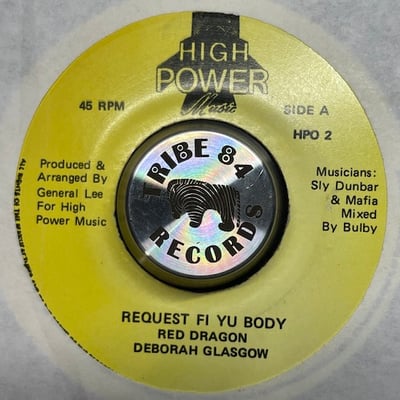 HIGH
POWER
Music
45 RPM
SIDE A
HPO 2
Produced &
Arranged By
General Lee
For High
Power Music
Musicians:
Sly Dunbar
& Mafia
Mixed
By Bulby
TRIBE 84
RECORDS
REQUEST FI YU BODY
RED DRAGON
DEBORAH GLASGOW